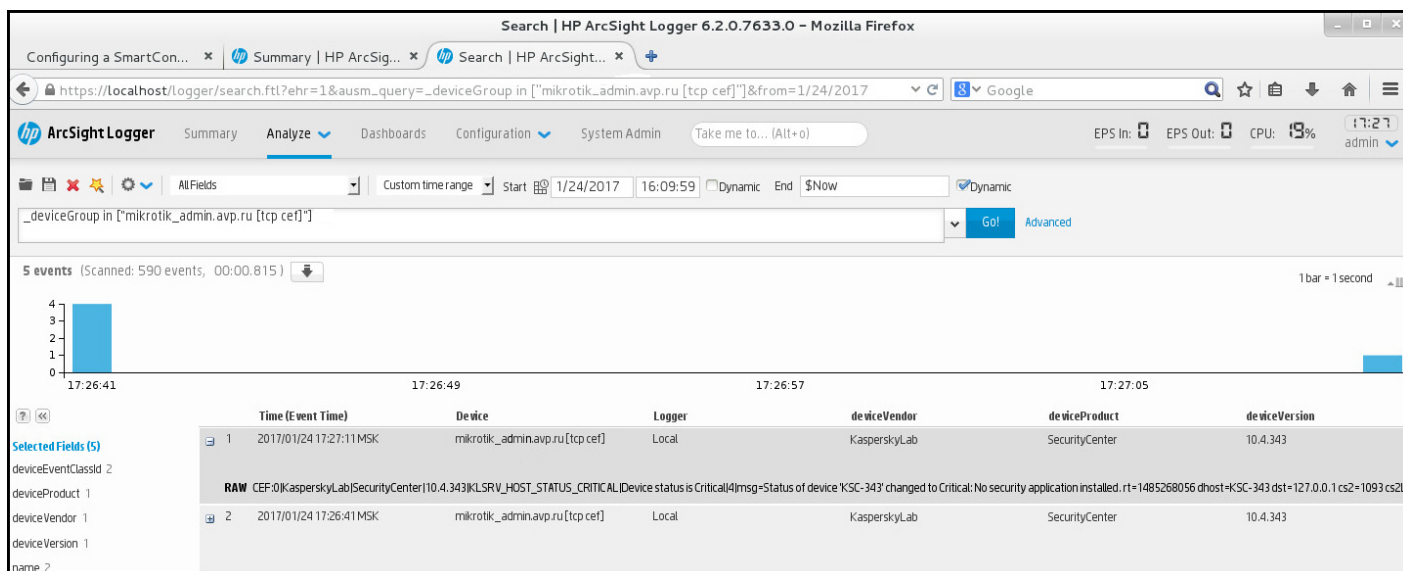 Search | HP ArcSight Logger 6.2.0.7633.0 - Mozilla Firefox
Configuring a SmartCon... × hp Summary | HP ArcSig... × hp Search | HP ArcSight... ×
https://localhost/logger/search.ftl?ehr=1&ausm_query=_deviceGroup in ["mikrotik_admin.avp.ru [tcp cef]"]&from=1/24/2017 Google
hp ArcSight Logger Summary Analyze Dashboards Configuration System Admin Take me to... (Alt+o) EPS In: 0 EPS Out: 0 CPU: 19% 17:27
admin
All Fields Custom time range Start 1/24/2017 16:09:59 Dynamic End $Now Dynamic
_deviceGroup in ["mikrotik_admin.avp.ru [tcp cef]"] Go! Advanced
5 events (Scanned: 590 events, 00:00.815)
1 bar = 1 second
4
3
2
1
0
17:26:41 17:26:49 17:26:57 17:27:05
? « Time (Event Time) Device Logger deviceVendor deviceProduct deviceVersion
Selected Fields (5) 1 2017/01/24 17:27:11 MSK mikrotik_admin.avp.ru [tcp cef] Local KasperskyLab SecurityCenter 10.4.343
deviceEventClassId 2
deviceProduct 1 RAW CEF:0|KasperskyLab|SecurityCenter|10.4.343|KLSRV_HOST_STATUS_CRITICAL|Device status is Critical|4|msg=Status of device 'KSC-343' changed to Critical: No security application installed. rt=1485268056 dhost=KSC-343 dst=127.0.0.1 cs2=1093 cs2L
deviceVendor 1 2 2017/01/24 17:26:41 MSK mikrotik_admin.avp.ru [tcp cef] Local KasperskyLab SecurityCenter 10.4.343
deviceVersion 1
name 2